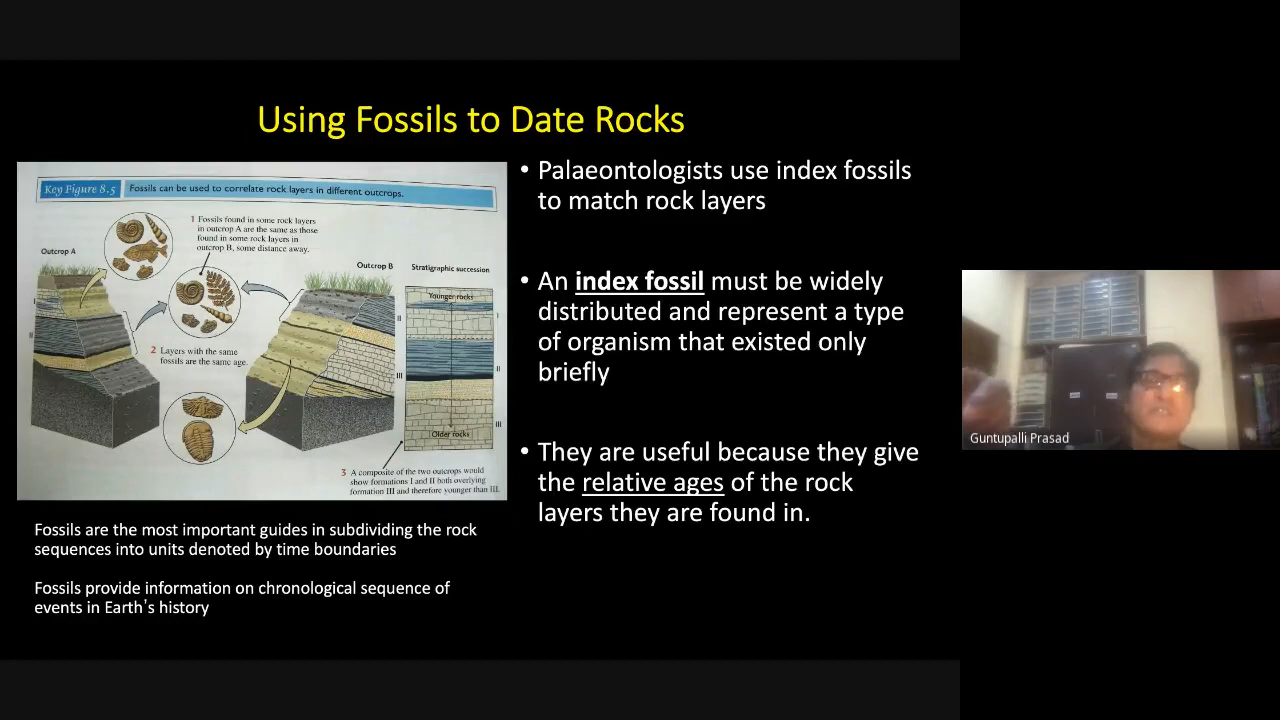 Using Fossils to Date Rocks
Key Figure 8.5
Fossils can be used to correlate rock layers in different outcrops.
1 Fossils found in some rock layers
in outcrop A are the same as those
found in some rock layers in
outcrop B, some distance away.
Outcrop A
Outcrop B
Stratigraphic succession
Younger rocks
I
I
II
II
II
2 Layers with the same
fossils are the same age.
III
III
Older rocks
3 A composite of the two outcrops would
show formations I and II both overlying
formation III and therefore younger than III.
Fossils are the most important guides in subdividing the rock
sequences into units denoted by time boundaries
Fossils provide information on chronological sequence of
events in Earth's history
• Palaeontologists use index fossils
to match rock layers
• An index fossil must be widely
distributed and represent a type
of organism that existed only
briefly
• They are useful because they give
the relative ages of the rock
layers they are found in.
Guntupalli Prasad